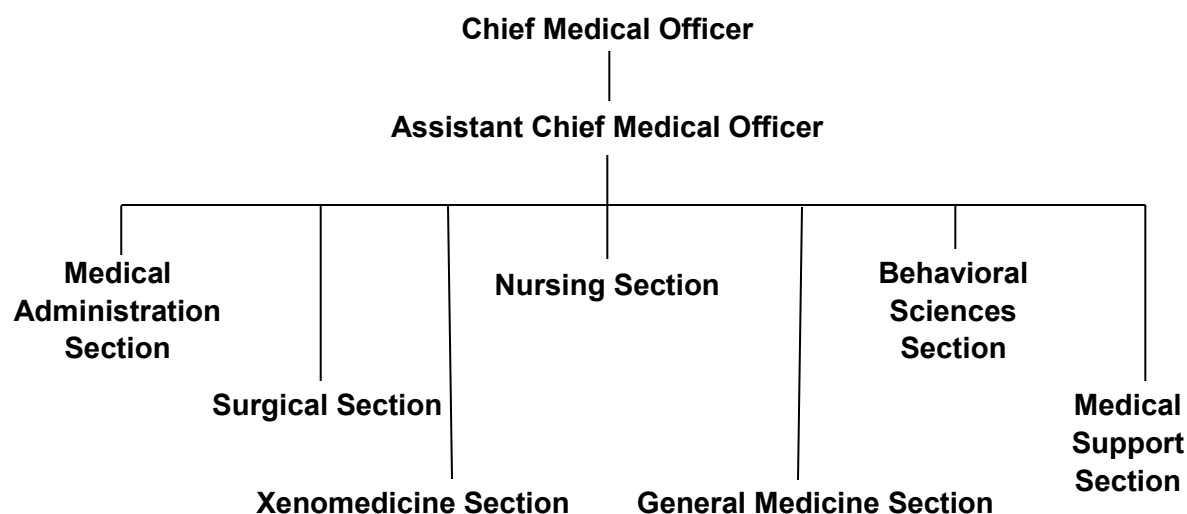 Chief Medical Officer
Assistant Chief Medical Officer
Medical
Administration
Section
Surgical Section
Xenomedicine Section
Nursing Section
General Medicine Section
Behavioral
Sciences
Section
Medical
Support
Section